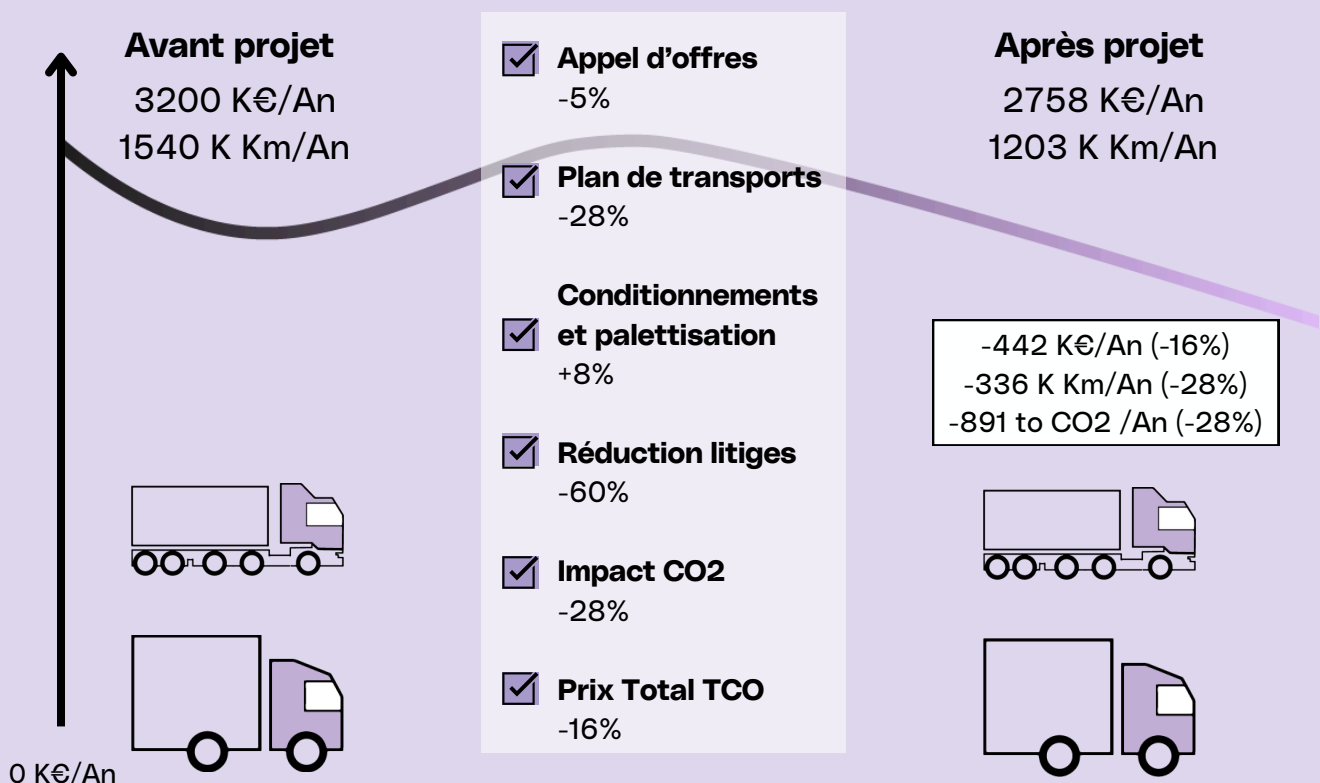 Avant projet
3200 K€/An
1540 K Km/An
Appel d'offres
-5%
Plan de transports
-28%
Conditionnements
et palettisation
+8%
Réduction litiges
-60%
Impact CO2
-28%
Prix Total TCO
-16%
Après projet
2758 K€/An
1203 K Km/An
-442 K€/An (-16%)
-336 K Km/An (-28%)
-891 to CO2 /An (-28%)
0 K€/An